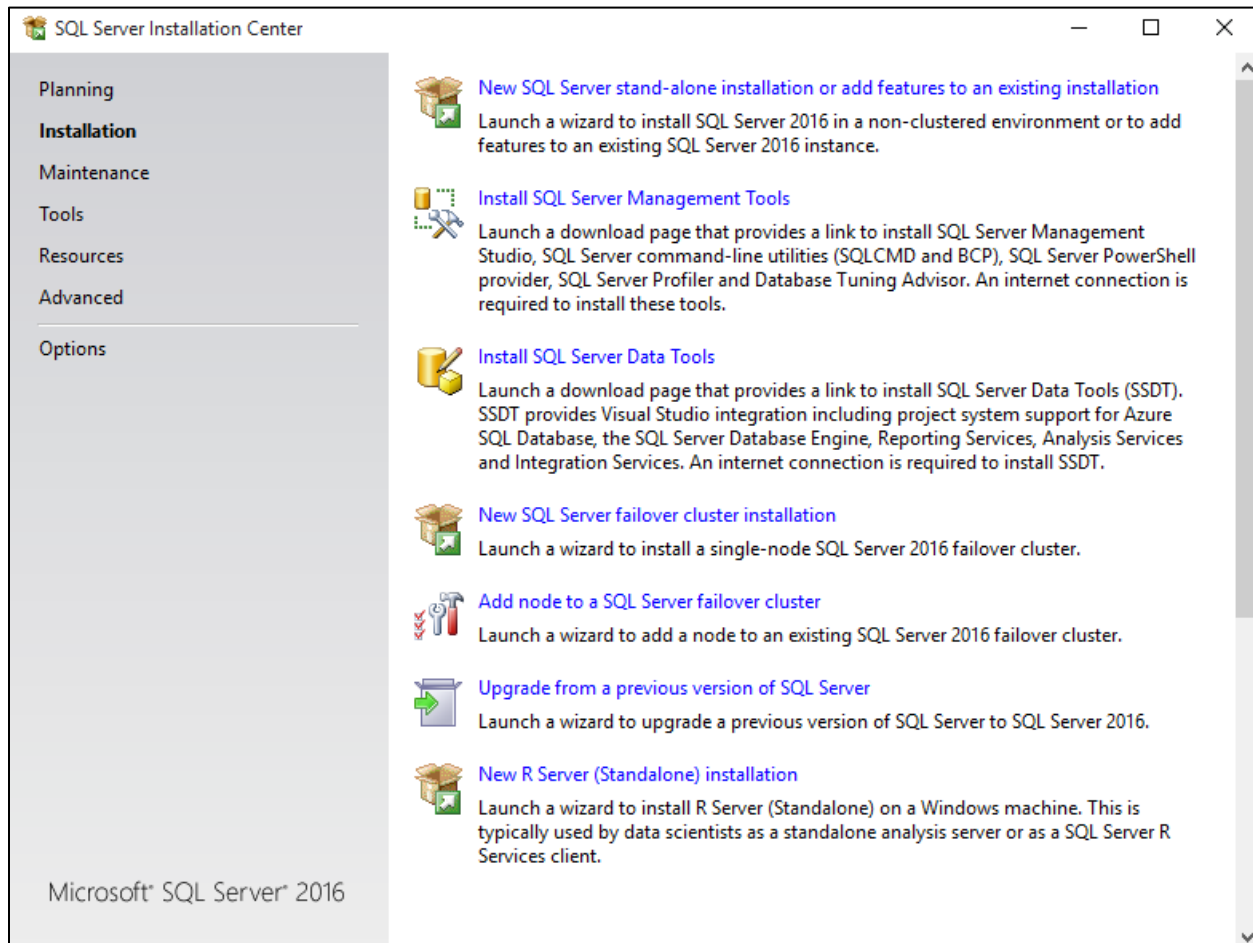 SQL Server Installation Center
Planning
Installation
Maintenance
Tools
Resources
Advanced
Options
New SQL Server stand-alone installation or add features to an existing installation
Launch a wizard to install SQL Server 2016 in a non-clustered environment or to add
features to an existing SQL Server 2016 instance.
Install SQL Server Management Tools
Launch a download page that provides a link to install SQL Server Management
Studio, SQL Server command-line utilities (SQLCMD and BCP), SQL Server PowerShell
provider, SQL Server Profiler and Database Tuning Advisor. An internet connection is
required to install these tools.
Install SQL Server Data Tools
Launch a download page that provides a link to install SQL Server Data Tools (SSDT).
SSDT provides Visual Studio integration including project system support for Azure
SQL Database, the SQL Server Database Engine, Reporting Services, Analysis Services
and Integration Services. An internet connection is required to install SSDT.
New SQL Server failover cluster installation
Launch a wizard to install a single-node SQL Server 2016 failover cluster.
Add node to a SQL Server failover cluster
Launch a wizard to add a node to an existing SQL Server 2016 failover cluster.
Upgrade from a previous version of SQL Server
Launch a wizard to upgrade a previous version of SQL Server to SQL Server 2016.
New R Server (Standalone) installation
Launch a wizard to install R Server (Standalone) on a Windows machine. This is
typically used by data scientists as a standalone analysis server or as a SQL Server R
Services client.
Microsoft® SQL Server® 2016